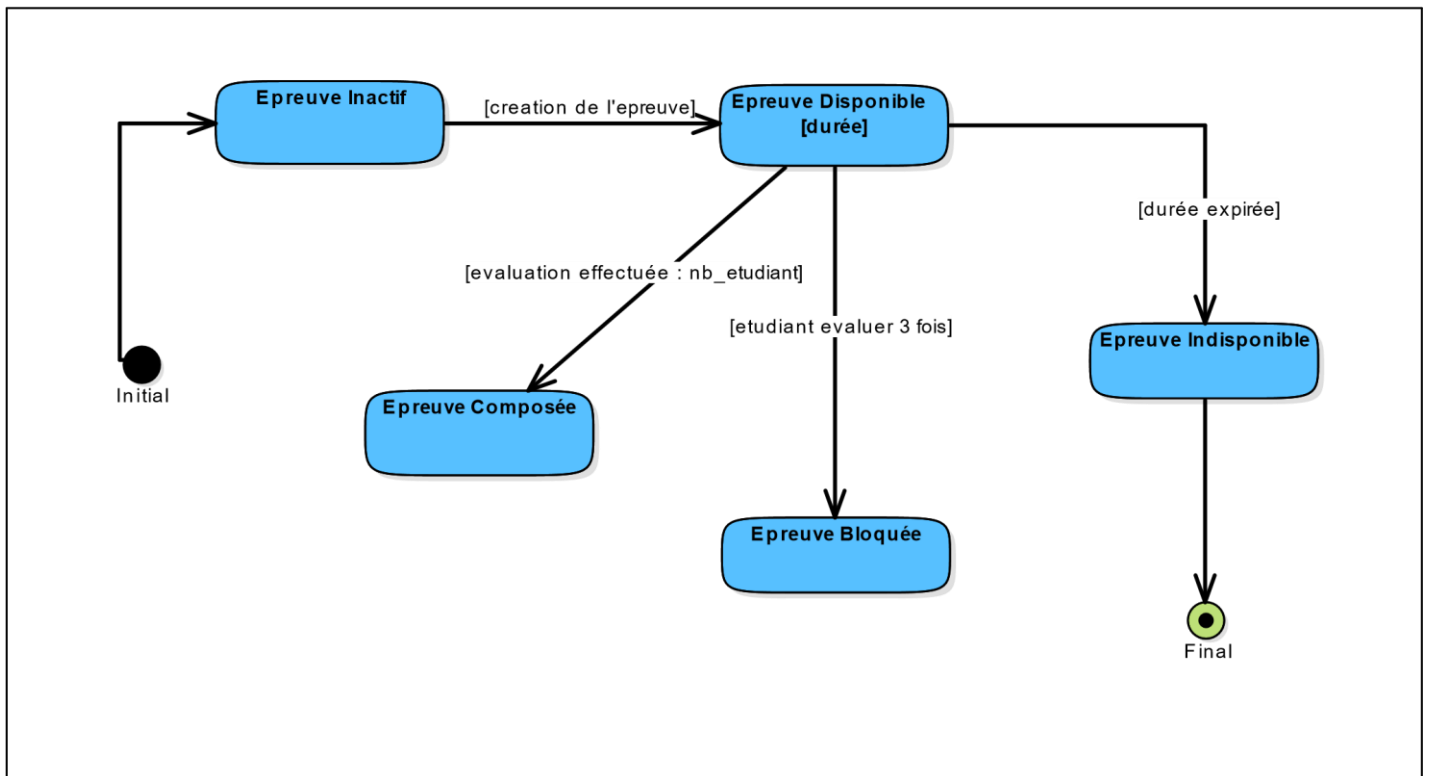 Epreuve Inactif
[creation de l'epreuve]
Epreuve Disponible
[durée]
[durée expirée]
[evaluation effectuée : nb_etudiant]
[etudiant evaluer 3 fois]
Epreuve Indisponible
Initial
Epreuve Composée
Epreuve Bloquée
Final